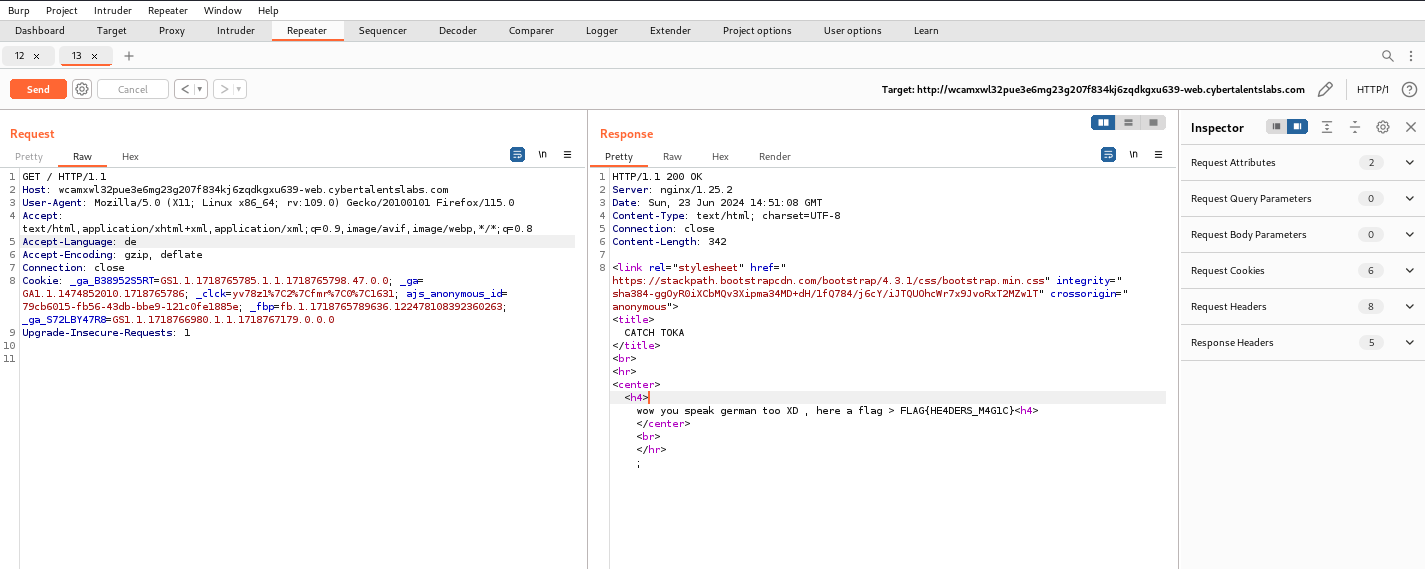 Burp Project Intruder Repeater Window Help
Dashboard Target Proxy Intruder Repeater Sequencer Decoder Comparer Logger Extender Project options User options Learn
12 × 13 × +
Send Cancel < > Target: http://wcamxwl32pue3e6mg23g207f834kj6zqdkgxu639-web.cybertalentslabs.com HTTP/1 ?
Request
Pretty Raw Hex \n
1 GET / HTTP/1.1
2 Host: wcamxwl32pue3e6mg23g207f834kj6zqdkgxu639-web.cybertalentslabs.com
3 User-Agent: Mozilla/5.0 (X11; Linux x86_64; rv:109.0) Gecko/20100101 Firefox/115.0
4 Accept:
text/html,application/xhtml+xml,application/xml;q=0.9,image/avif,image/webp,*/*;q=0.8
5 Accept-Language: de
6 Accept-Encoding: gzip, deflate
7 Connection: close
8 Cookie: _ga_B38952S5RT=GS1.1.1718765785.1.1.1718765798.47.0.0; _ga=
GA1.1.1474852010.1718765786; _clck=yv78z1%7C2%7Cfmr%7C0%7C1631; ajs_anonymous_id=
79cb6015-fb56-43db-bbe9-121c0fe1885e; _fbp=fb.1.1718765789636.122478108392360263;
_ga_S72LBY47R8=GS1.1.1718766980.1.1.1718767179.0.0.0
9 Upgrade-Insecure-Requests: 1
10
11
Response
Pretty Raw Hex Render \n
1 HTTP/1.1 200 OK
2 Server: nginx/1.25.2
3 Date: Sun, 23 Jun 2024 14:51:08 GMT
4 Content-Type: text/html; charset=UTF-8
5 Connection: close
6 Content-Length: 342
7
8 <link rel="stylesheet" href="
https://stackpath.bootstrapcdn.com/bootstrap/4.3.1/css/bootstrap.min.css" integrity="
sha384-ggOyR0iXCbMQv3Xipma34MD+dH/1fQ784/j6cY/iJTQUOhcWr7x9JvoRxT2MZw1T" crossorigin="
anonymous">
<title>
CATCH TOKA
</title>
<br>
<hr>
<center>
<h4>
wow you speak german too XD , here a flag > FLAG{HE4DERS_M4G1C}<h4>
</center>
<br>
</hr>
;
Inspector
Request Attributes 2
Request Query Parameters 0
Request Body Parameters 0
Request Cookies 6
Request Headers 8
Response Headers 5